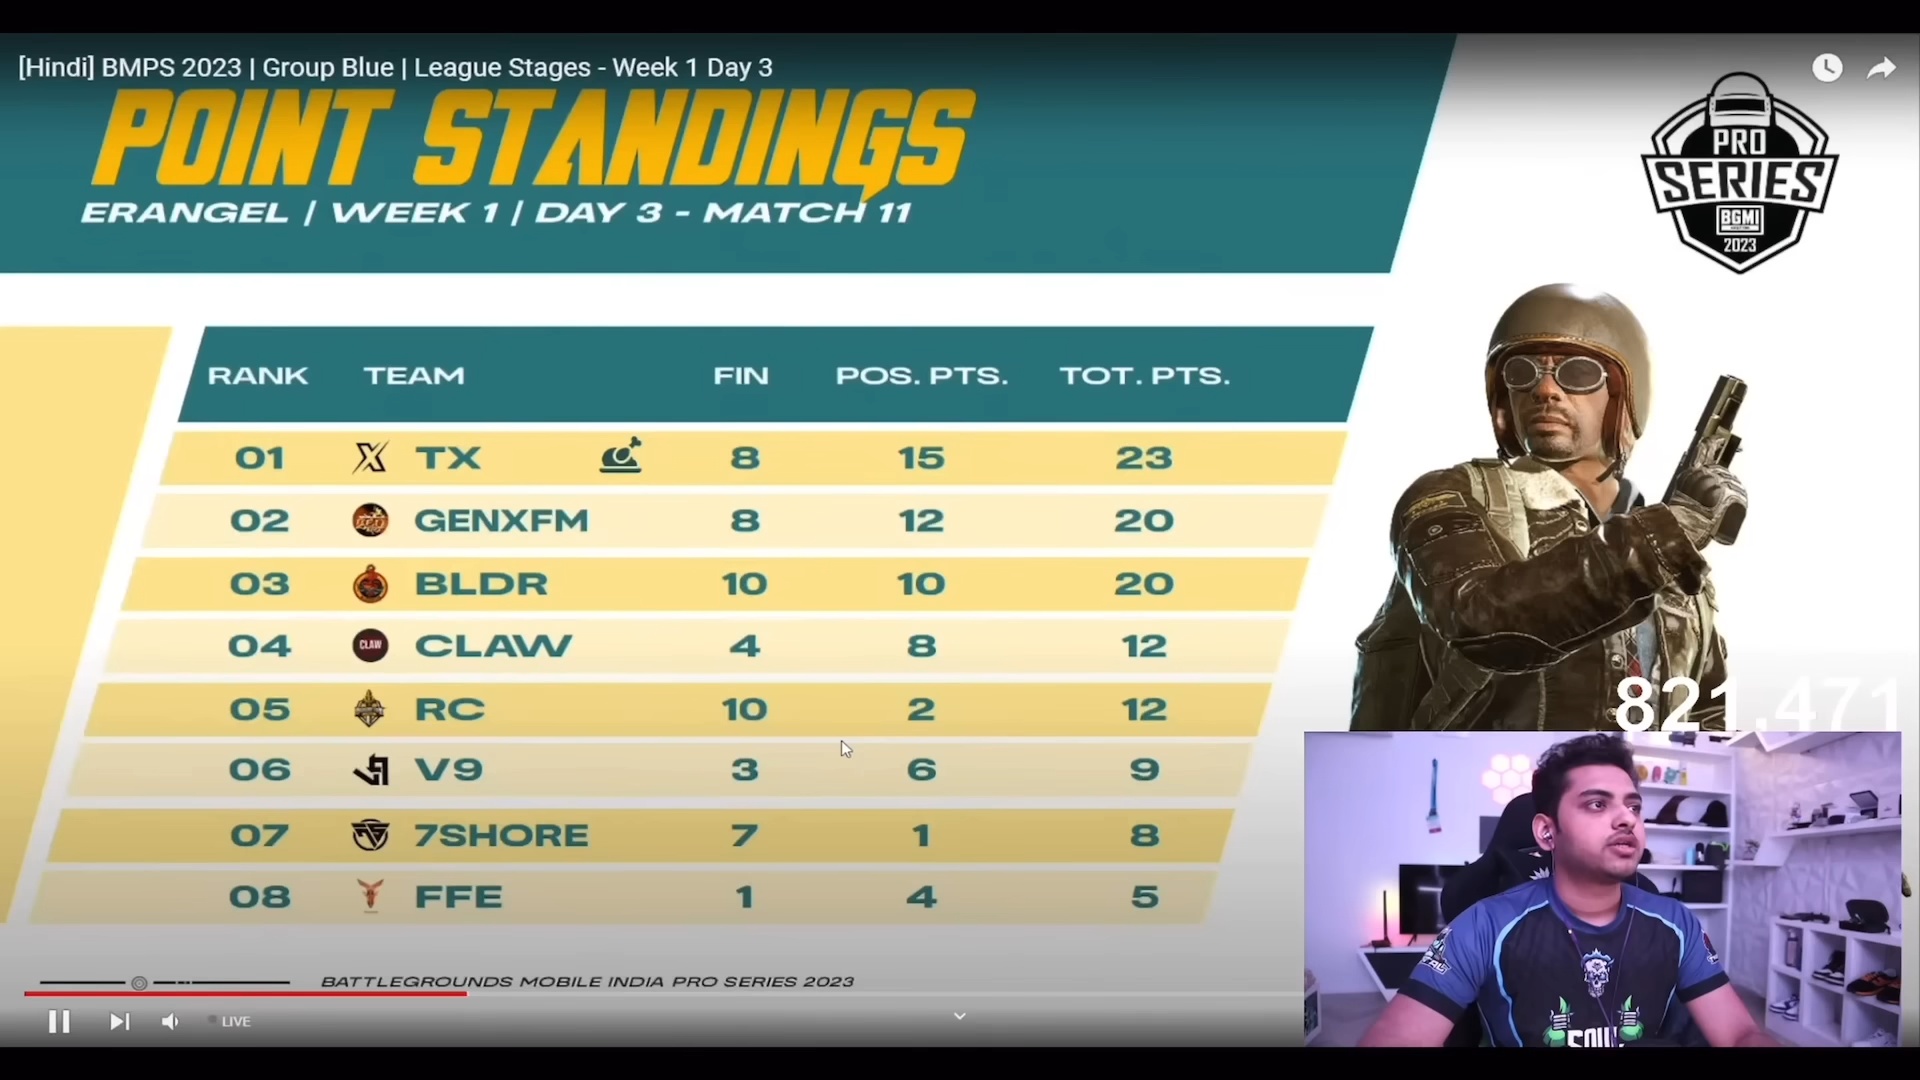 [Hindi] BMPS 2023 | Group Blue | League Stages - Week 1 Day 3
POINT STANDINGS
ERANGEL | WEEK 1 | DAY 3 - MATCH 11
PRO
SERIES
BGMI
2023
RANK TEAM FIN POS. PTS. TOT. PTS.
01 TX 8 15 23
02 GENXFM 8 12 20
03 BLDR 10 10 20
04 CLAW CLAW 4 8 12
05 RC 10 2 12
06 V9 3 6 9
07 7SHORE 7 1 8
08 FFE 1 4 5
821,471
BATTLEGROUNDS MOBILE INDIA PRO SERIES 2023
LIVE
SOUL